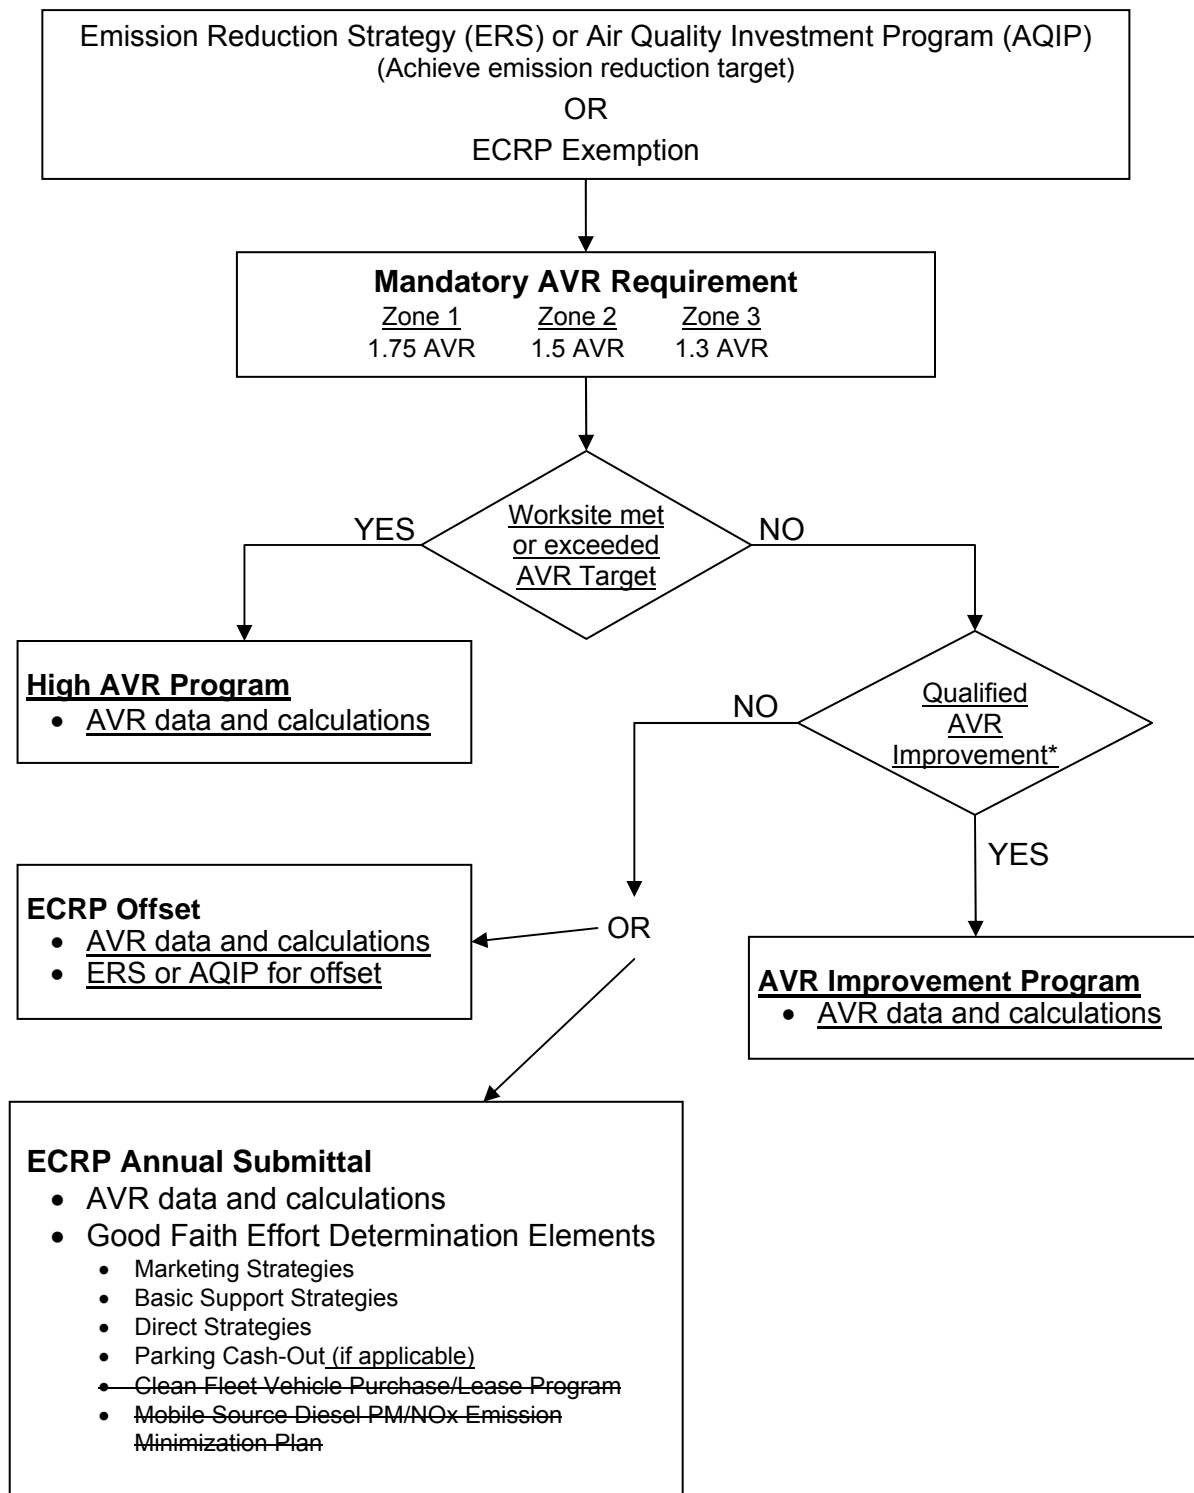 Emission Reduction Strategy (ERS) or Air Quality Investment Program (AQIP)
(Achieve emission reduction target)
OR
ECRP Exemption
Mandatory AVR Requirement
Zone 1 Zone 2 Zone 3
1.75 AVR 1.5 AVR 1.3 AVR
YES
Worksite met
or exceeded
AVR Target
NO
High AVR Program
• AVR data and calculations
NO
Qualified
AVR
Improvement*
YES
ECRP Offset
• AVR data and calculations
• ERS or AQIP for offset
OR
AVR Improvement Program
• AVR data and calculations
ECRP Annual Submittal
• AVR data and calculations
• Good Faith Effort Determination Elements
• Marketing Strategies
• Basic Support Strategies
• Direct Strategies
• Parking Cash-Out (if applicable)
• Clean Fleet Vehicle Purchase/Lease Program
• Mobile Source Diesel PM/NOx Emission
Minimization Plan